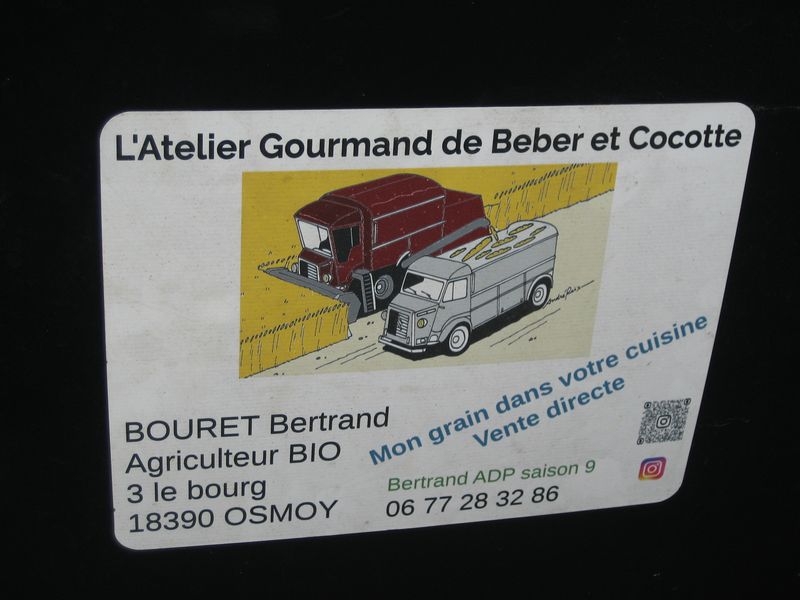 L'Atelier Gourmand de Beber et Cocotte
Mon grain dans votre cuisine
Vente directe
BOURET Bertrand
Agriculteur BIO
3 le bourg
18390 OSMOY
Bertrand ADP saison 9
06 77 28 32 86